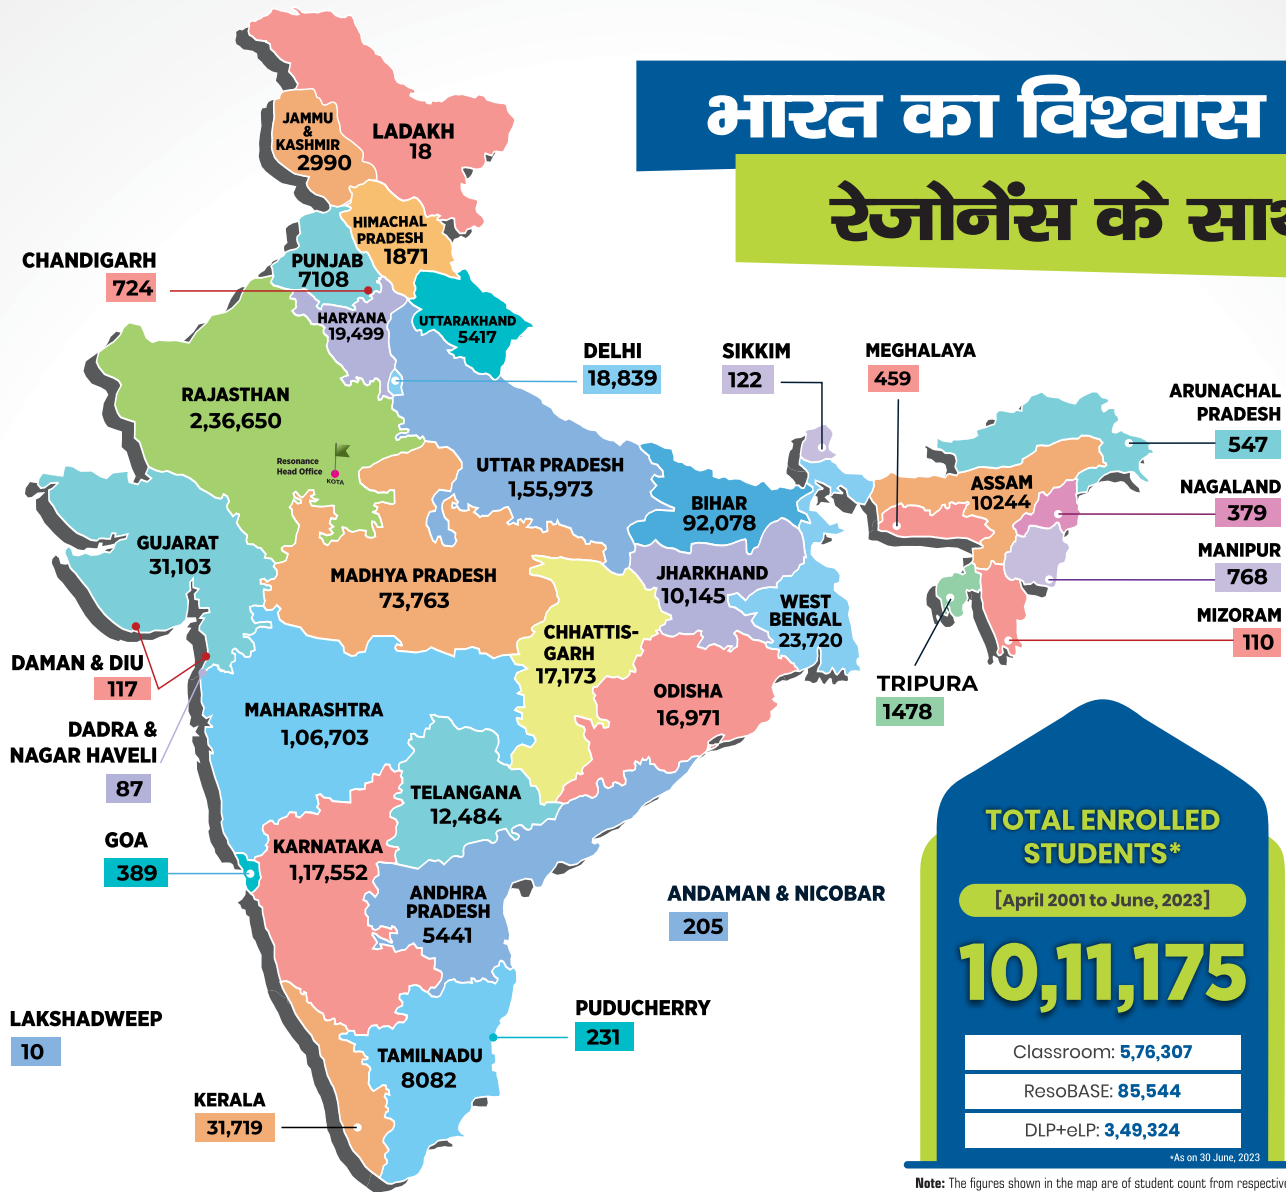 भारत का विश्वास
रेजोनेंस के साथ
JAMMU
&
KASHMIR
2990
LADAKH
18
HIMACHAL
PRADESH
1871
CHANDIGARH
724
PUNJAB
7108
HARYANA
19,499
UTTARAKHAND
5417
DELHI
18,839
SIKKIM
122
MEGHALAYA
459
ARUNACHAL
PRADESH
547
RAJASTHAN
2,36,650
Resonance
Head Office
KOTA
UTTAR PRADESH
1,55,973
BIHAR
92,078
ASSAM
10244
NAGALAND
379
MANIPUR
768
MIZORAM
110
TRIPURA
1478
GUJARAT
31,103
MADHYA PRADESH
73,763
JHARKHAND
10,145
WEST
BENGAL
23,720
CHHATTIS-
GARH
17,173
ODISHA
16,971
DAMAN & DIU
117
DADRA &
NAGAR HAVELI
87
MAHARASHTRA
1,06,703
TELANGANA
12,484
GOA
389
KARNATAKA
1,17,552
ANDHRA
PRADESH
5441
ANDAMAN & NICOBAR
205
LAKSHADWEEP
10
PUDUCHERRY
231
TAMILNADU
8082
KERALA
31,719
TOTAL ENROLLED
STUDENTS*
[April 2001 to June, 2023]
10,11,175
Classroom: 5,76,307
ResoBASE: 85,544
DLP+eLP: 3,49,324
*As on 30 June, 2023
Note: The figures shown in the map are of student count from